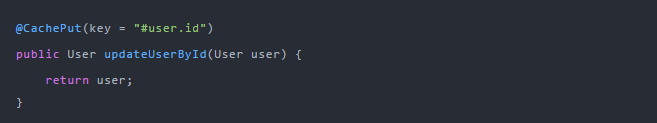 @CachePut(key = "#user.id")
public User updateUserById(User user) {
    return user;
}